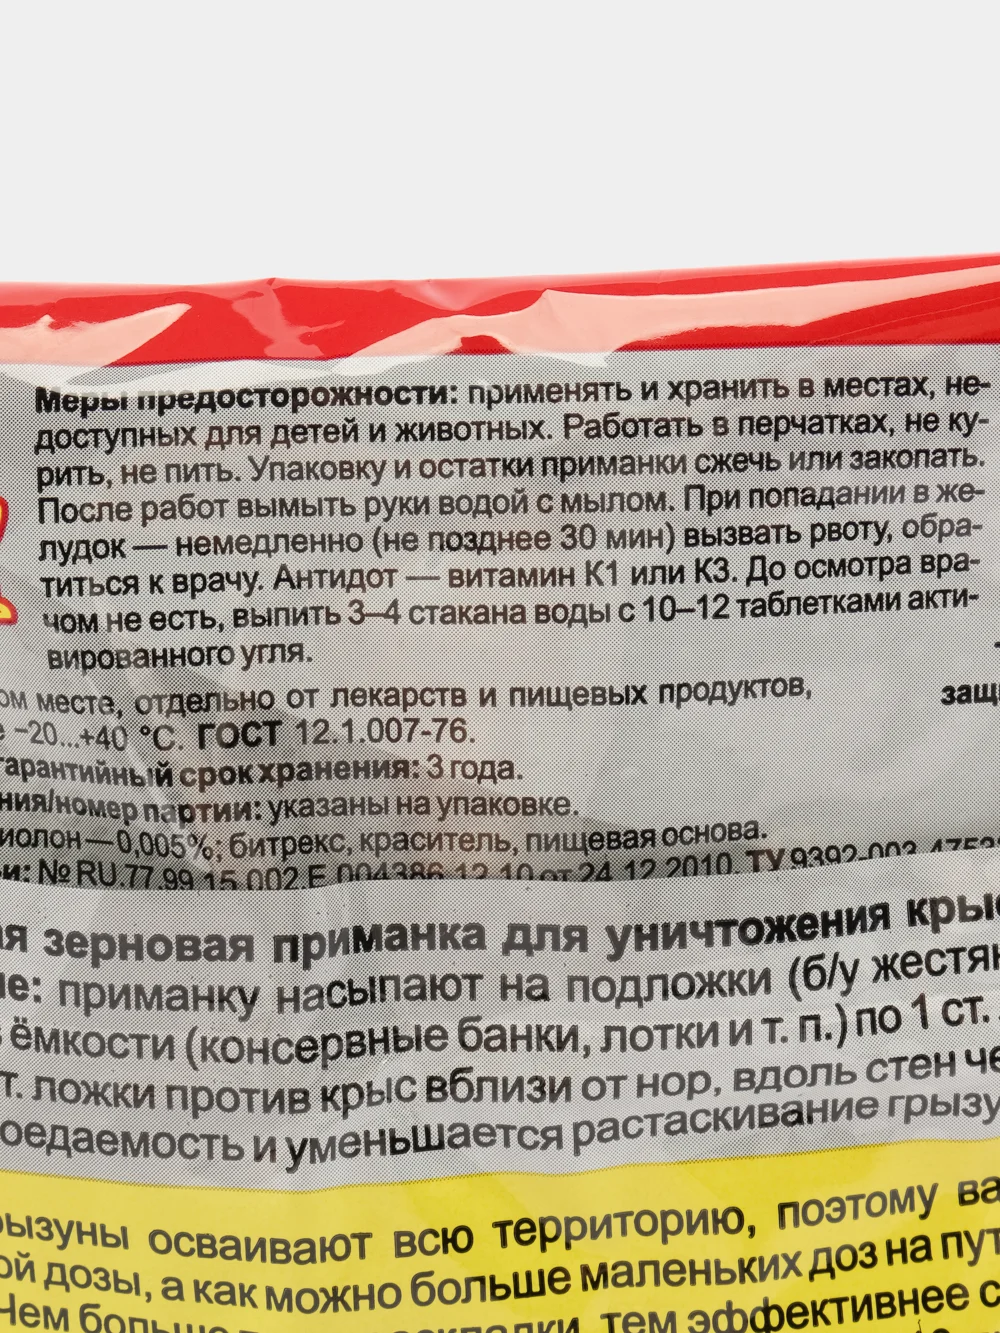 Меры предосторожности: применять и хранить в местах, не-
доступных для детей и животных. Работать в перчатках, не ку-
рить, не пить. Упаковку и остатки приманки сжечь или закопать.
После работ вымыть руки водой с мылом. При попадании в же-
лудок — немедленно (не позднее 30 мин) вызвать рвоту, обра-
титься к врачу. Антидот — витамин К1 или К3. До осмотра вра-
чом не есть, выпить 3–4 стакана воды с 10–12 таблетками акти-
вированного угля.
ом месте, отдельно от лекарств и пищевых продуктов,
защ
е −20...+40 °C. ГОСТ 12.1.007-76.
гарантийный срок хранения: 3 года.
ния/номер партии: указаны на упаковке.
иолон—0,005%; битрекс, краситель, пищевая основа.
и: № RU.77.99.15.002.Е.004386.12.10 от 24.12.2010. ТУ 9392-003
ая зерновая приманка для уничтожения крыс
ие: приманку насыпают на подложки (б/у жестян
ёмкости (консервные банки, лотки и т. п.) по 1 ст.
т. ложки против крыс вблизи от нор, вдоль стен че
оедаемость и уменьшается растаскивание грызу
рызуны осваивают всю территорию, поэтому ва
ой дозы, а как можно больше маленьких доз на пут
Чем больше тем эффективнее с